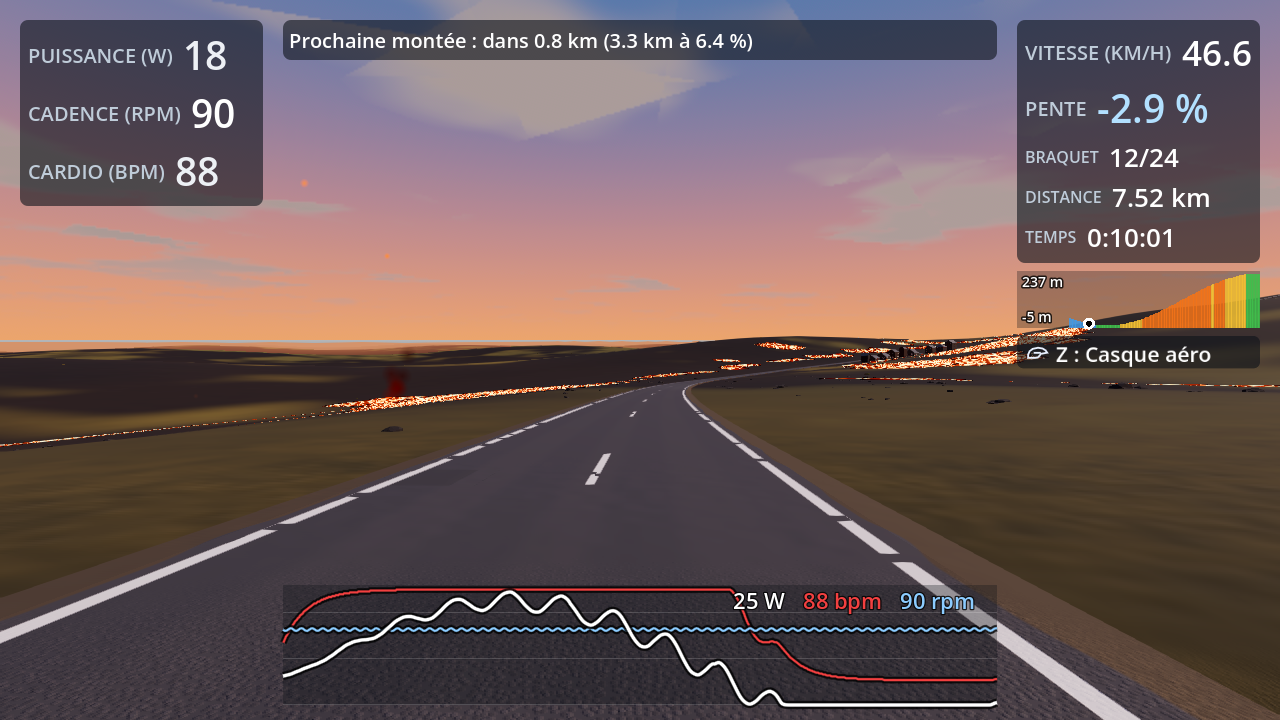 PUISSANCE (W) 18
CADENCE (RPM) 90
CARDIO (BPM) 88
Prochaine montée : dans 0.8 km (3.3 km à 6.4 %)
VITESSE (KM/H) 46.6
PENTE -2.9 %
BRAQUET 12/24
DISTANCE 7.52 km
TEMPS 0:10:01
237 m
-5 m
Z : Casque aéro
25 W 88 bpm 90 rpm